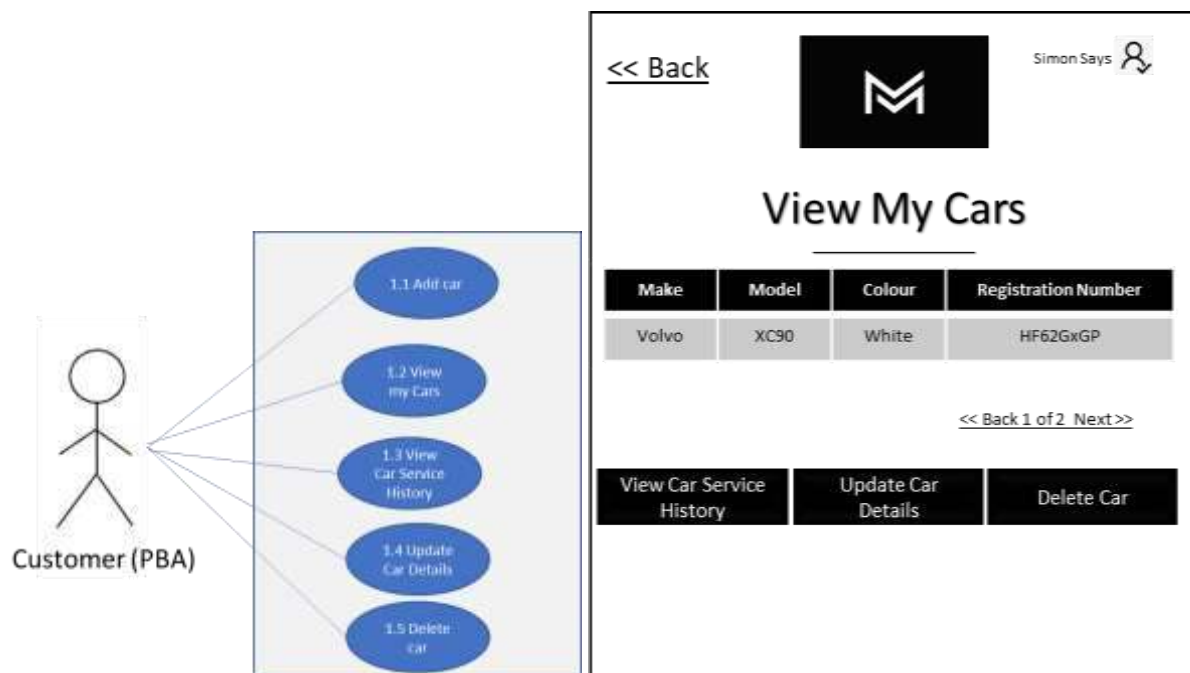 1.1 Add car
1.2 View
my Cars
1.3 View
Car Service
History
1.4 Update
Car Details
1.5 Delete
car
Customer (PBA)
<< Back
Simon Says
View My Cars
Make Model Colour Registration Number
Volvo XC90 White HF62GxGP
<< Back 1 of 2 Next >>
View Car Service
History
Update Car
Details
Delete Car